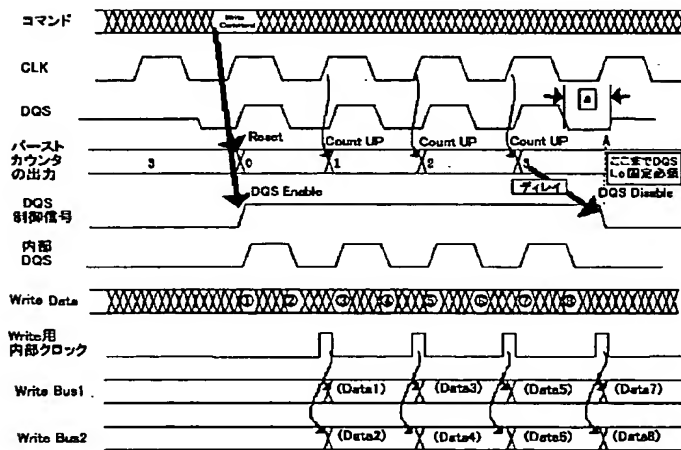 コマンド
Write
Command
CLK
DQS
a
バースト
カウンタ
の出力
Reset
Count UP
Count UP
Count UP
A
3
0
1
2
3
ここまでDQS
Lo固定必須
ディレイ
DQS
制御信号
DQS Enable
DQS Disable
内部
DQS
Write Data
① ② ③ ④ ⑤ ⑥ ⑦ ⑧
Write用
内部クロック
Write Bus1
(Data1) (Data3) (Data5) (Data7)
Write Bus2
(Data2) (Data4) (Data6) (Data8)